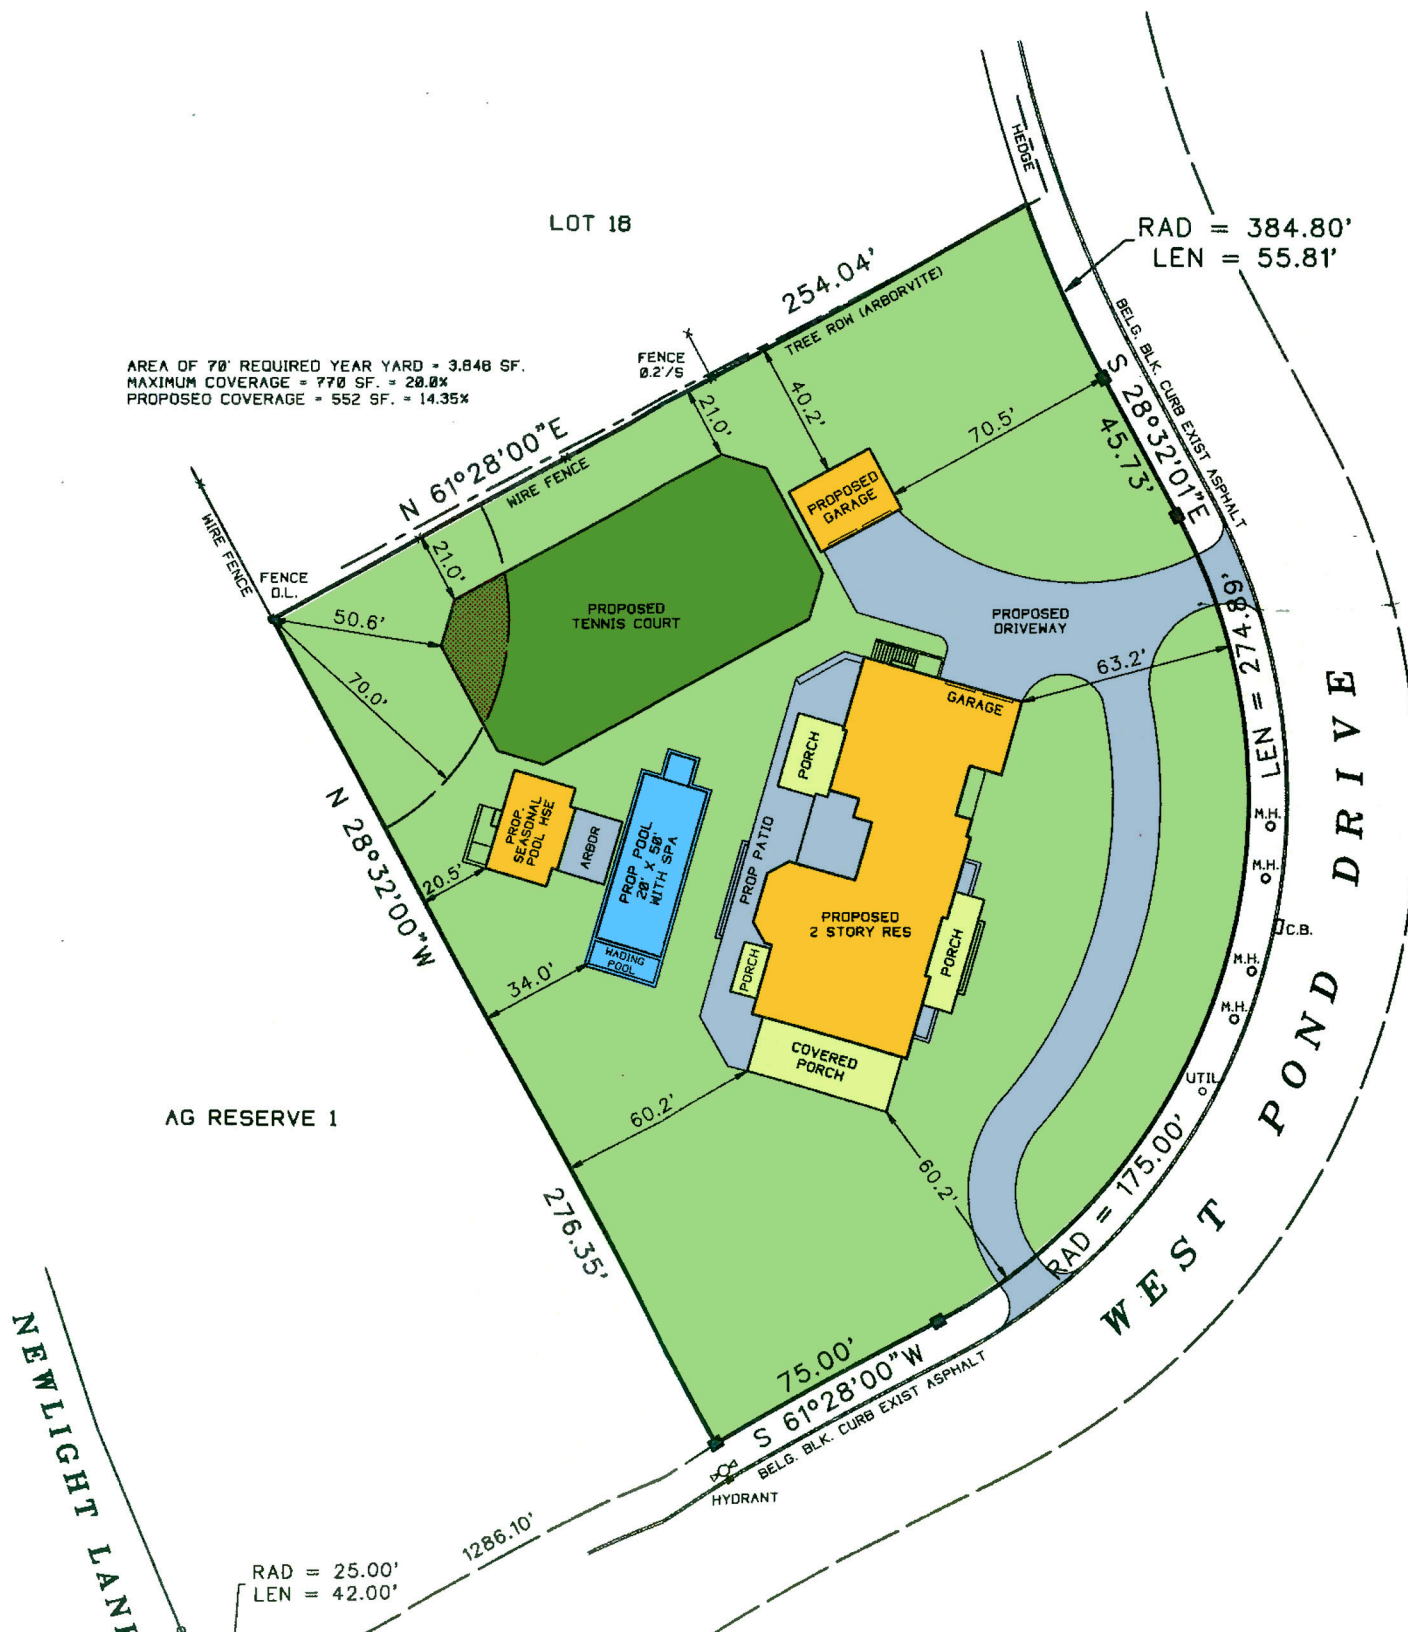 HEDGE
LOT 18
RAD = 384.80'
LEN = 55.81'
254.04'
TREE ROW (ARBORVITE)
BELG. BLK. CURB EXIST ASPHALT
FENCE
0.2'/S
AREA OF 70' REQUIRED YEAR YARD = 3,848 SF.
MAXIMUM COVERAGE = 770 SF. = 20.0%
PROPOSED COVERAGE = 552 SF. = 14.35%
S 28°32'01"E
45.73'
21.0'
40.2'
70.5'
N 61°28'00"E
WIRE FENCE
PROPOSED
GARAGE
WIRE FENCE
FENCE
O.L.
21.0'
50.6'
70.0'
PROPOSED
TENNIS COURT
PROPOSED
DRIVEWAY
LEN = 274.89'
63.2'
GARAGE
PORCH
N 28°32'00"W
PROP.
SEASONAL
POOL HSE
ARBOR
PROP POOL
20' X 50'
WITH SPA
WADING
POOL
PROP PATIO
M.H.
M.H.
C.B.
M.H.
M.H.
UTIL
20.5'
34.0'
PROPOSED
2 STORY RES
PORCH
PORCH
COVERED
PORCH
60.2'
60.2'
AG RESERVE 1
276.35'
RAD = 175.00'
WEST POND DRIVE
75.00'
S 61°28'00"W
BELG. BLK. CURB EXIST ASPHALT
HYDRANT
1286.10'
NEWLIGHT LANE
RAD = 25.00'
LEN = 42.00'